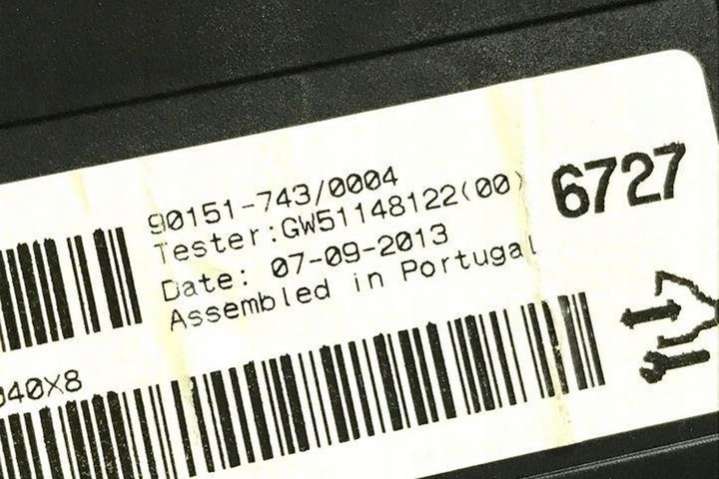 90151-743/0004
Tester:GW51148122(00)
Date: 07-09-2013
Assembled in Portugal
6727
040X8